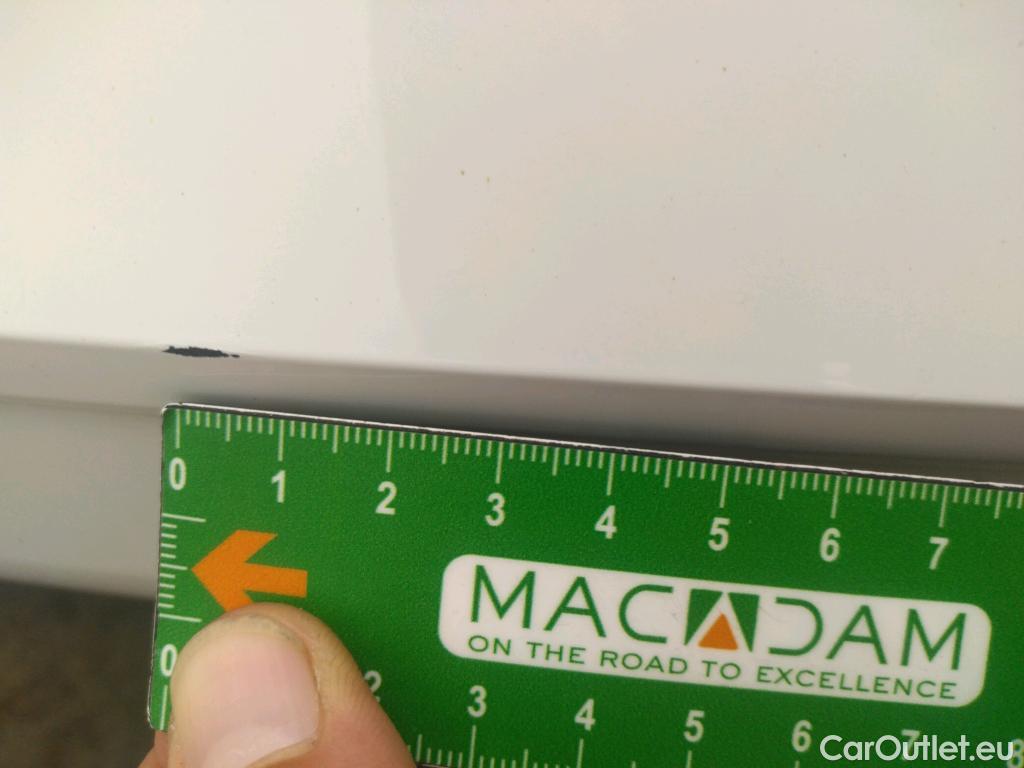 0 1 2 3 4 5 6 7
MACADAM
ON THE ROAD TO EXCELLENCE
0 2 3 4 5 6 7 8
CarOutlet.eu